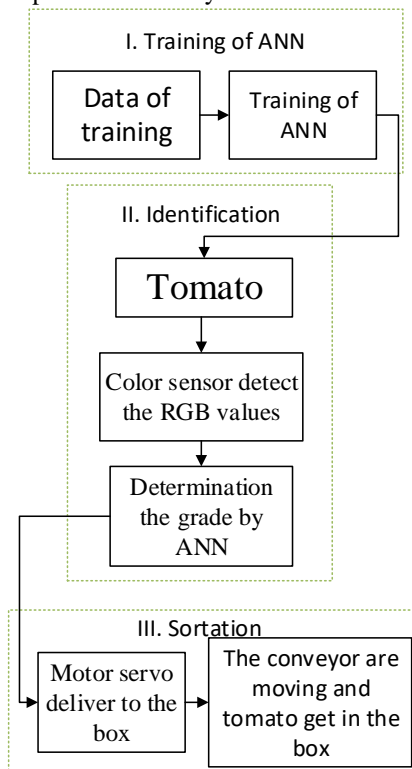 I. Training of ANN
Data of
training
Training of
ANN
II. Identification
Tomato
Color sensor detect
the RGB values
Determination
the grade by
ANN
III. Sortation
Motor servo
deliver to the
box
The conveyor are
moving and
tomato get in the
box